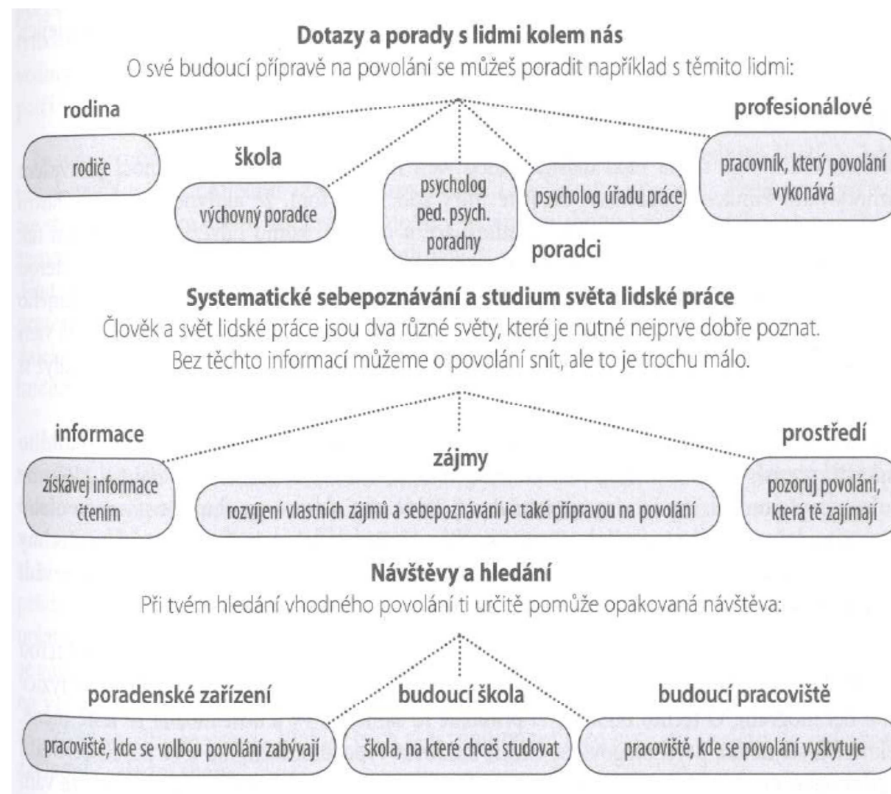 Dotazy a porady s lidmi kolem nás
O své budoucí přípravě na povolání se můžeš poradit například s těmito lidmi:
rodina
rodiče
škola
výchovný poradce
psycholog
ped. psych.
poradny
psycholog úřadu práce
poradci
profesionálové
pracovník, který povolání
vykonává
Systematické sebepoznávání a studium světa lidské práce
Člověk a svět lidské práce jsou dva různé světy, které je nutné nejprve dobře poznat.
Bez těchto informací můžeme o povolání snít, ale to je trochu málo.
informace
získávej informace
čtením
zájmy
rozvíjení vlastních zájmů a sebepoznávání je také přípravou na povolání
prostředí
pozoruj povolání,
která tě zajímají
Návštěvy a hledání
Při tvém hledání vhodného povolání ti určitě pomůže opakovaná návštěva:
poradenské zařízení
pracoviště, kde se volbou povolání zabývají
budoucí škola
škola, na které chceš studovat
budoucí pracoviště
pracoviště, kde se povolání vyskytuje